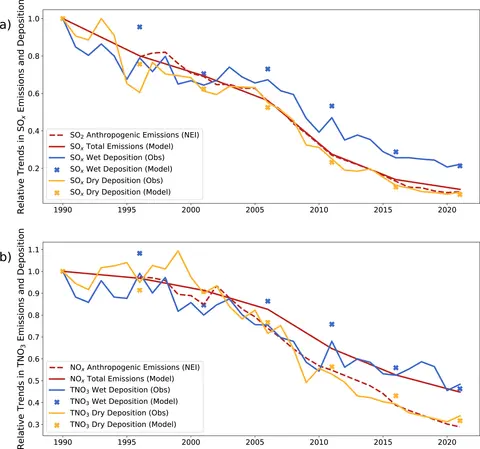 a)
Relative Trends in SOₓ Emissions and Deposition
1.0
0.8
0.6
0.4
0.2
SO₂ Anthropogenic Emissions (NEI)
SOₓ Total Emissions (Model)
SOₓ Wet Deposition (Obs)
SOₓ Wet Deposition (Model)
SOₓ Dry Deposition (Obs)
SOₓ Dry Deposition (Model)
1990 1995 2000 2005 2010 2015 2020
b)
Relative Trends in TNO₃ Emissions and Deposition
1.1
1.0
0.9
0.8
0.7
0.6
0.5
0.4
0.3
NOₓ Anthropogenic Emissions (NEI)
NOₓ Total Emissions (Model)
TNO₃ Wet Deposition (Obs)
TNO₃ Wet Deposition (Model)
TNO₃ Dry Deposition (Obs)
TNO₃ Dry Deposition (Model)
1990 1995 2000 2005 2010 2015 2020